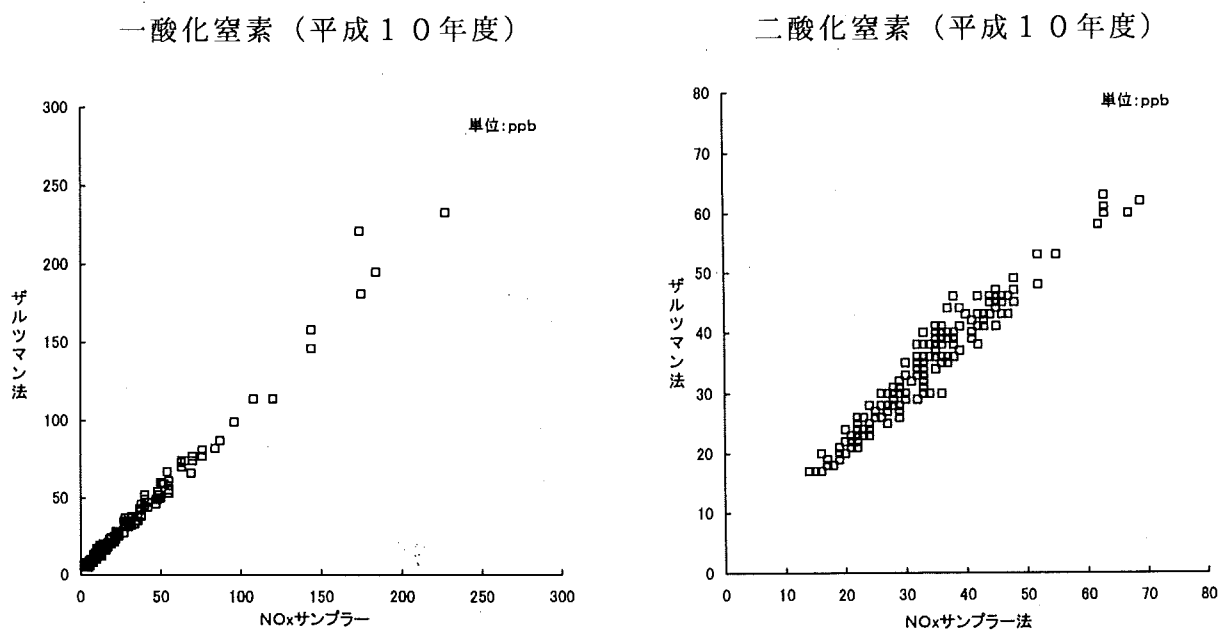 一酸化窒素(平成10年度)
単位:ppb
300
250
200
150
100
50
0
ザルツマン法
0 50 100 150 200 250 300
NOxサンプラー
二酸化窒素(平成10年度)
単位:ppb
80
70
60
50
40
30
20
10
0
ザルツマン法
0 10 20 30 40 50 60 70 80
NOxサンプラー法